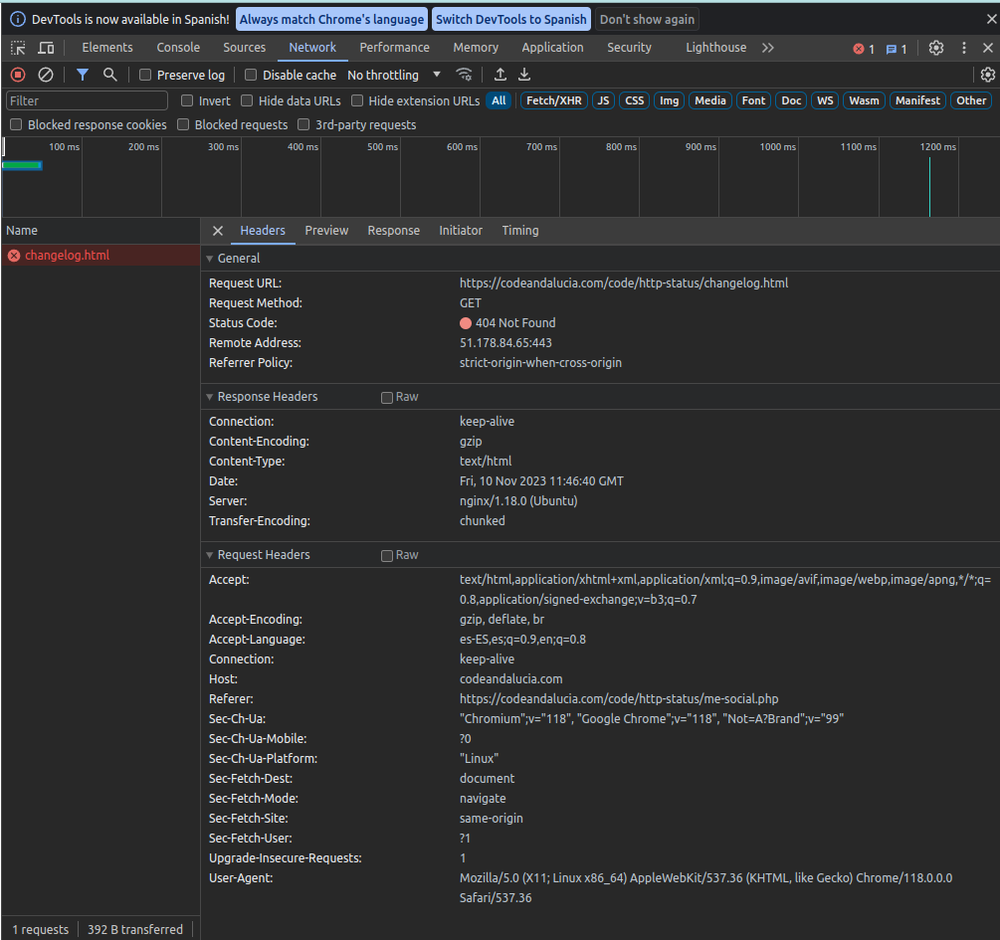 DevTools is now available in Spanish! Always match Chrome's language Switch DevTools to Spanish Don't show again
Elements Console Sources Network Performance Memory Application Security Lighthouse 1 1
Preserve log Disable cache No throttling
Filter Invert Hide data URLs Hide extension URLs All Fetch/XHR JS CSS Img Media Font Doc WS Wasm Manifest Other
Blocked response cookies Blocked requests 3rd-party requests
100 ms 200 ms 300 ms 400 ms 500 ms 600 ms 700 ms 800 ms 900 ms 1000 ms 1100 ms 1200 ms
Name
changelog.html
Headers Preview Response Initiator Timing
General
Request URL: https://codeandalucia.com/code/http-status/changelog.html
Request Method: GET
Status Code: 404 Not Found
Remote Address: 51.178.84.65:443
Referrer Policy: strict-origin-when-cross-origin
Response Headers Raw
Connection: keep-alive
Content-Encoding: gzip
Content-Type: text/html
Date: Fri, 10 Nov 2023 11:46:40 GMT
Server: nginx/1.18.0 (Ubuntu)
Transfer-Encoding: chunked
Request Headers Raw
Accept: text/html,application/xhtml+xml,application/xml;q=0.9,image/avif,image/webp,image/apng,*/*;q=
0.8,application/signed-exchange;v=b3;q=0.7
Accept-Encoding: gzip, deflate, br
Accept-Language: es-ES,es;q=0.9,en;q=0.8
Connection: keep-alive
Host: codeandalucia.com
Referer: https://codeandalucia.com/code/http-status/me-social.php
Sec-Ch-Ua: "Chromium";v="118", "Google Chrome";v="118", "Not=A?Brand";v="99"
Sec-Ch-Ua-Mobile: ?0
Sec-Ch-Ua-Platform: "Linux"
Sec-Fetch-Dest: document
Sec-Fetch-Mode: navigate
Sec-Fetch-Site: same-origin
Sec-Fetch-User: ?1
Upgrade-Insecure-Requests: 1
User-Agent: Mozilla/5.0 (X11; Linux x86_64) AppleWebKit/537.36 (KHTML, like Gecko) Chrome/118.0.0.0
Safari/537.36
1 requests 392 B transferred